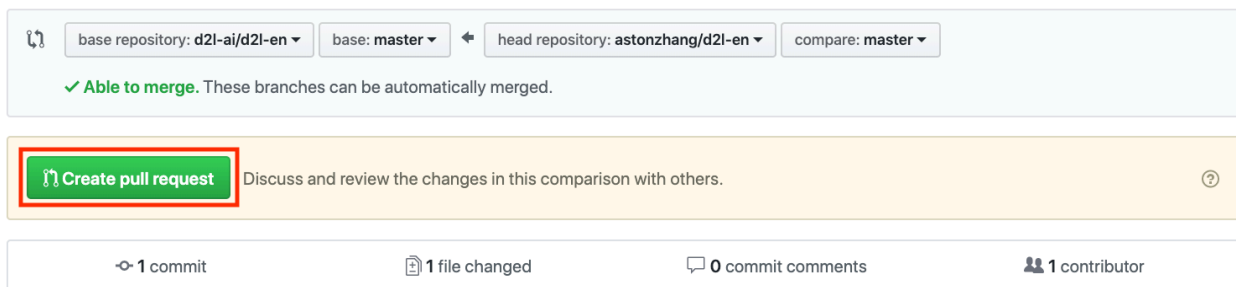 base repository: d2l-ai/d2l-en base: master head repository: astonzhang/d2l-en compare: master
Able to merge. These branches can be automatically merged.
Create pull request Discuss and review the changes in this comparison with others.
1 commit 1 file changed 0 commit comments 1 contributor